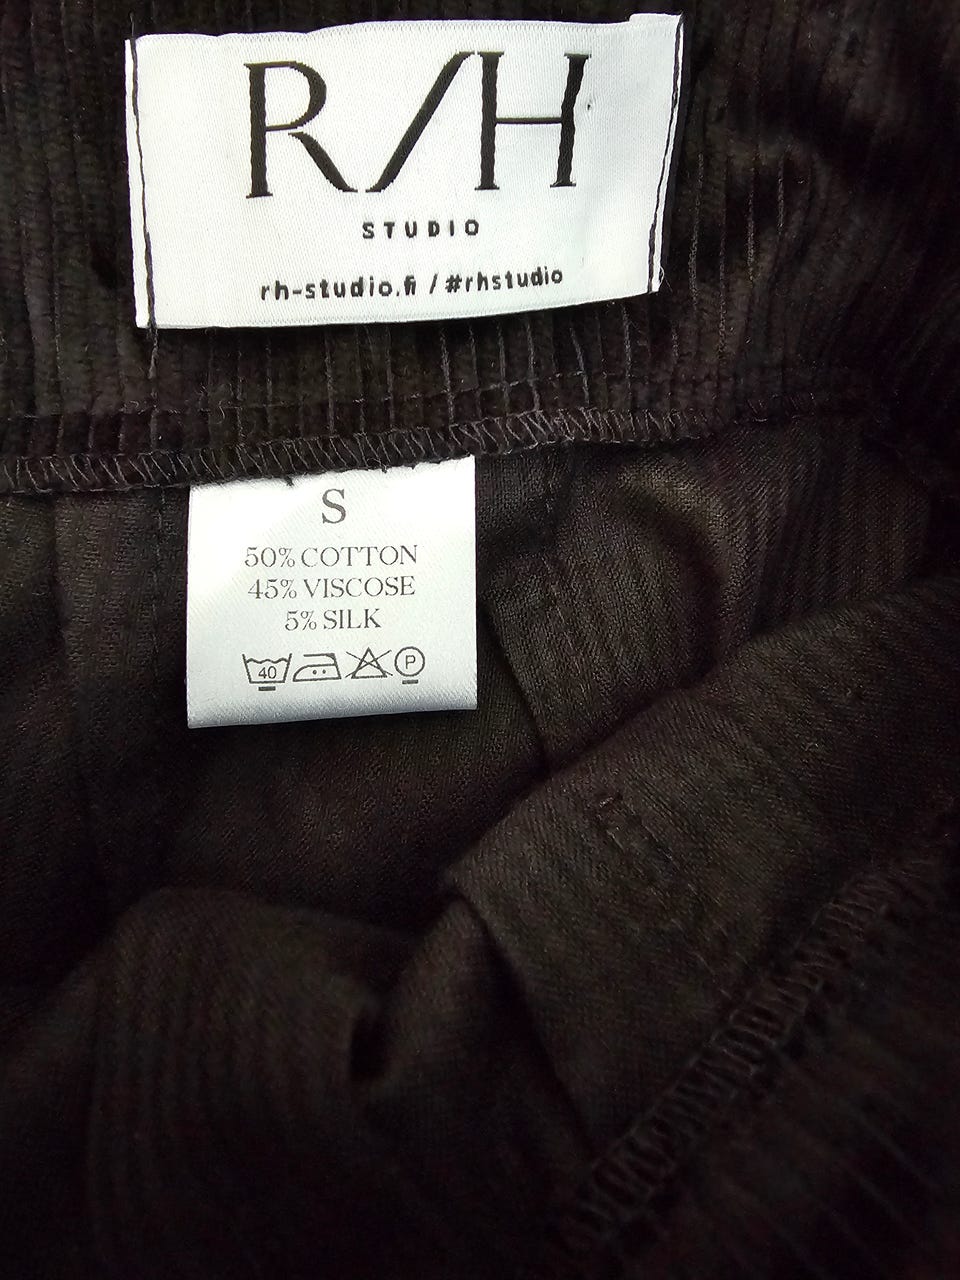 R/H
STUDIO
rh-studio.fi / #rhstudio
S
50% COTTON
45% VISCOSE
5% SILK
40 P